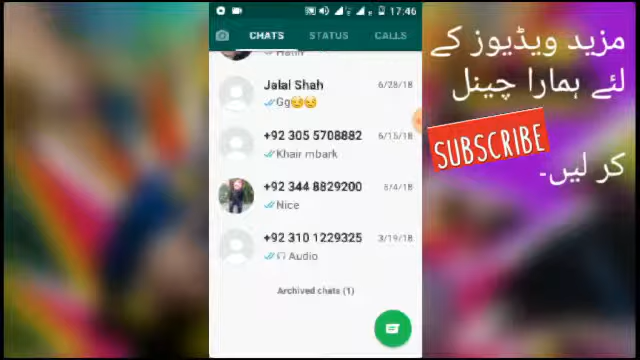 17:46
CHATS STATUS CALLS
Jalal Shah 6/28/18
Gg😒😒
+92 305 5708882 6/15/18
Khair mbark
+92 344 8829200 5/4/18
Nice
+92 310 1229325 3/19/18
Audio
Archived chats (1)
مزید ویڈیوز کے
لئے ہمارا چینل
SUBSCRIBE
کر لیں۔